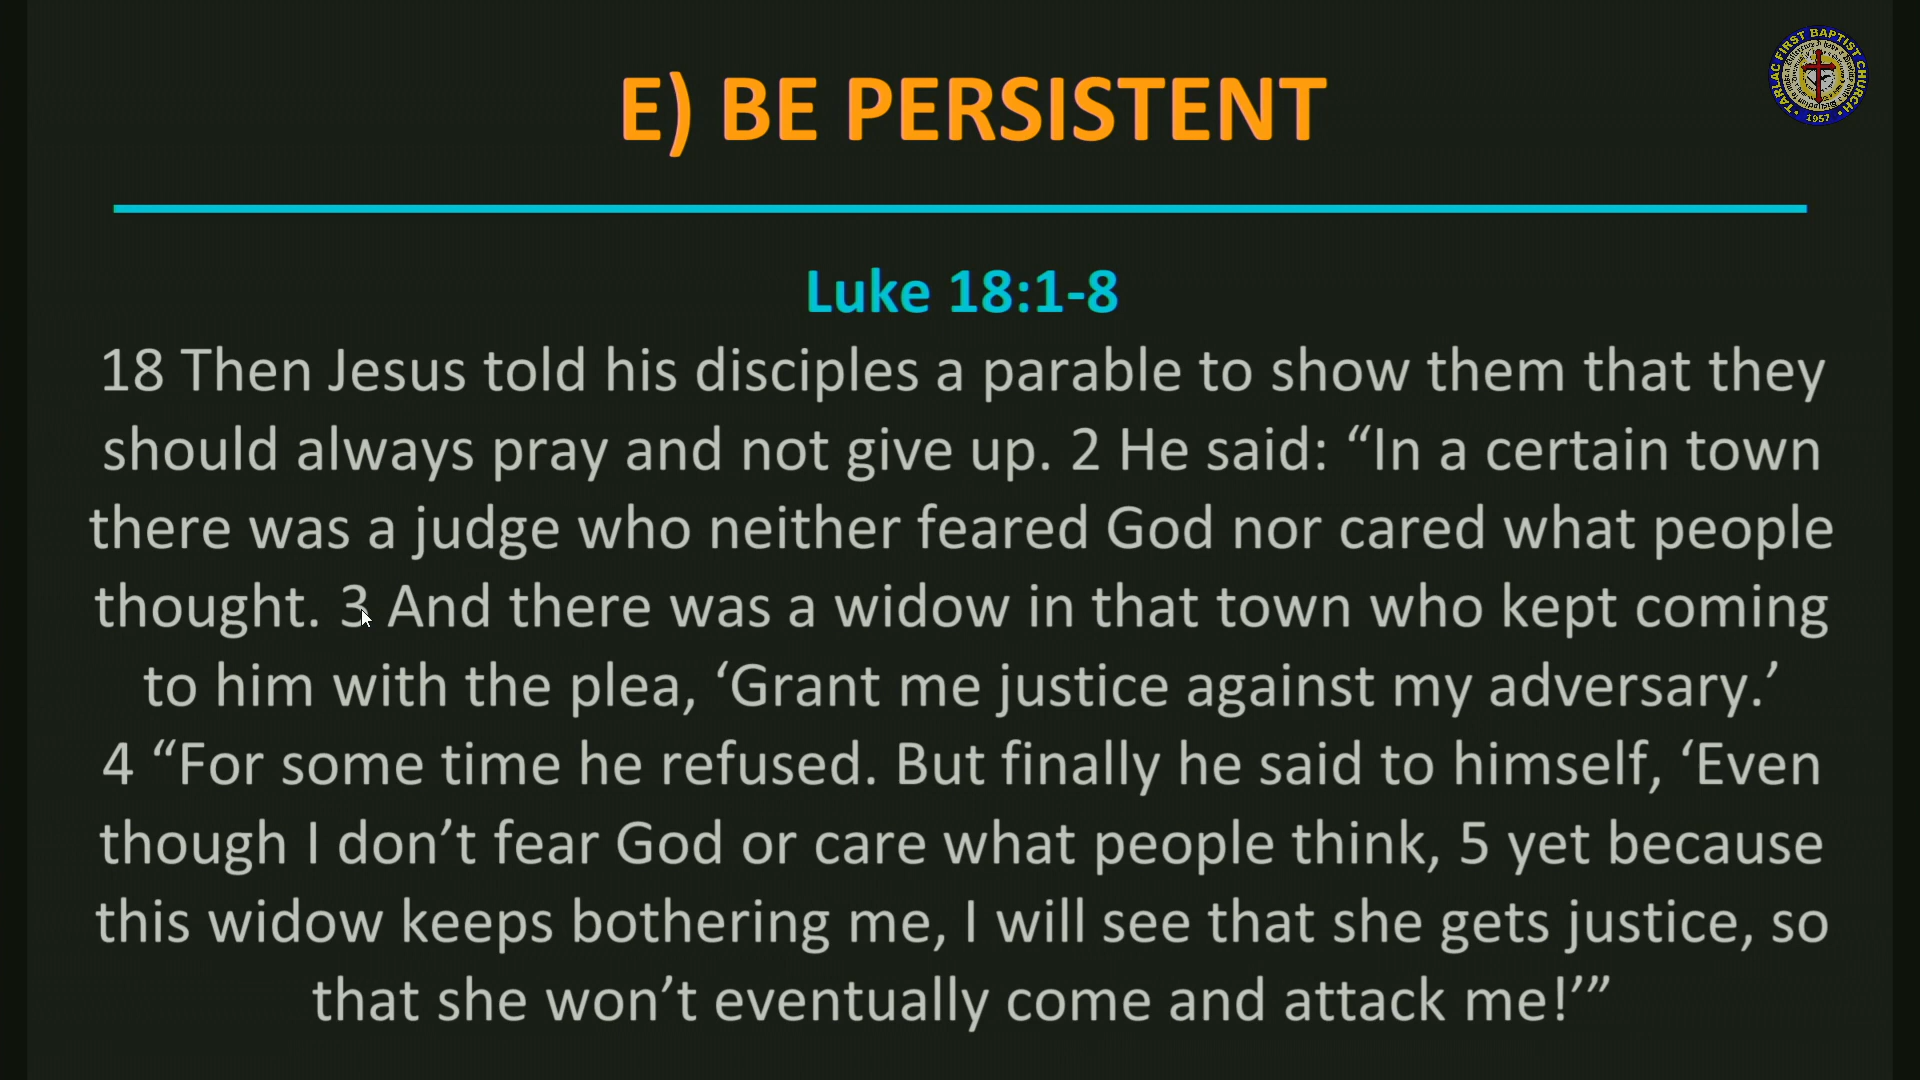 E) BE PERSISTENT
TARLAC FIRST BAPTIST CHURCH
1957
Luke 18:1-8
18 Then Jesus told his disciples a parable to show them that they
should always pray and not give up. 2 He said: “In a certain town
there was a judge who neither feared God nor cared what people
thought. 3 And there was a widow in that town who kept coming
to him with the plea, ‘Grant me justice against my adversary.’
4 “For some time he refused. But finally he said to himself, ‘Even
though I don’t fear God or care what people think, 5 yet because
this widow keeps bothering me, I will see that she gets justice, so
that she won’t eventually come and attack me!’”